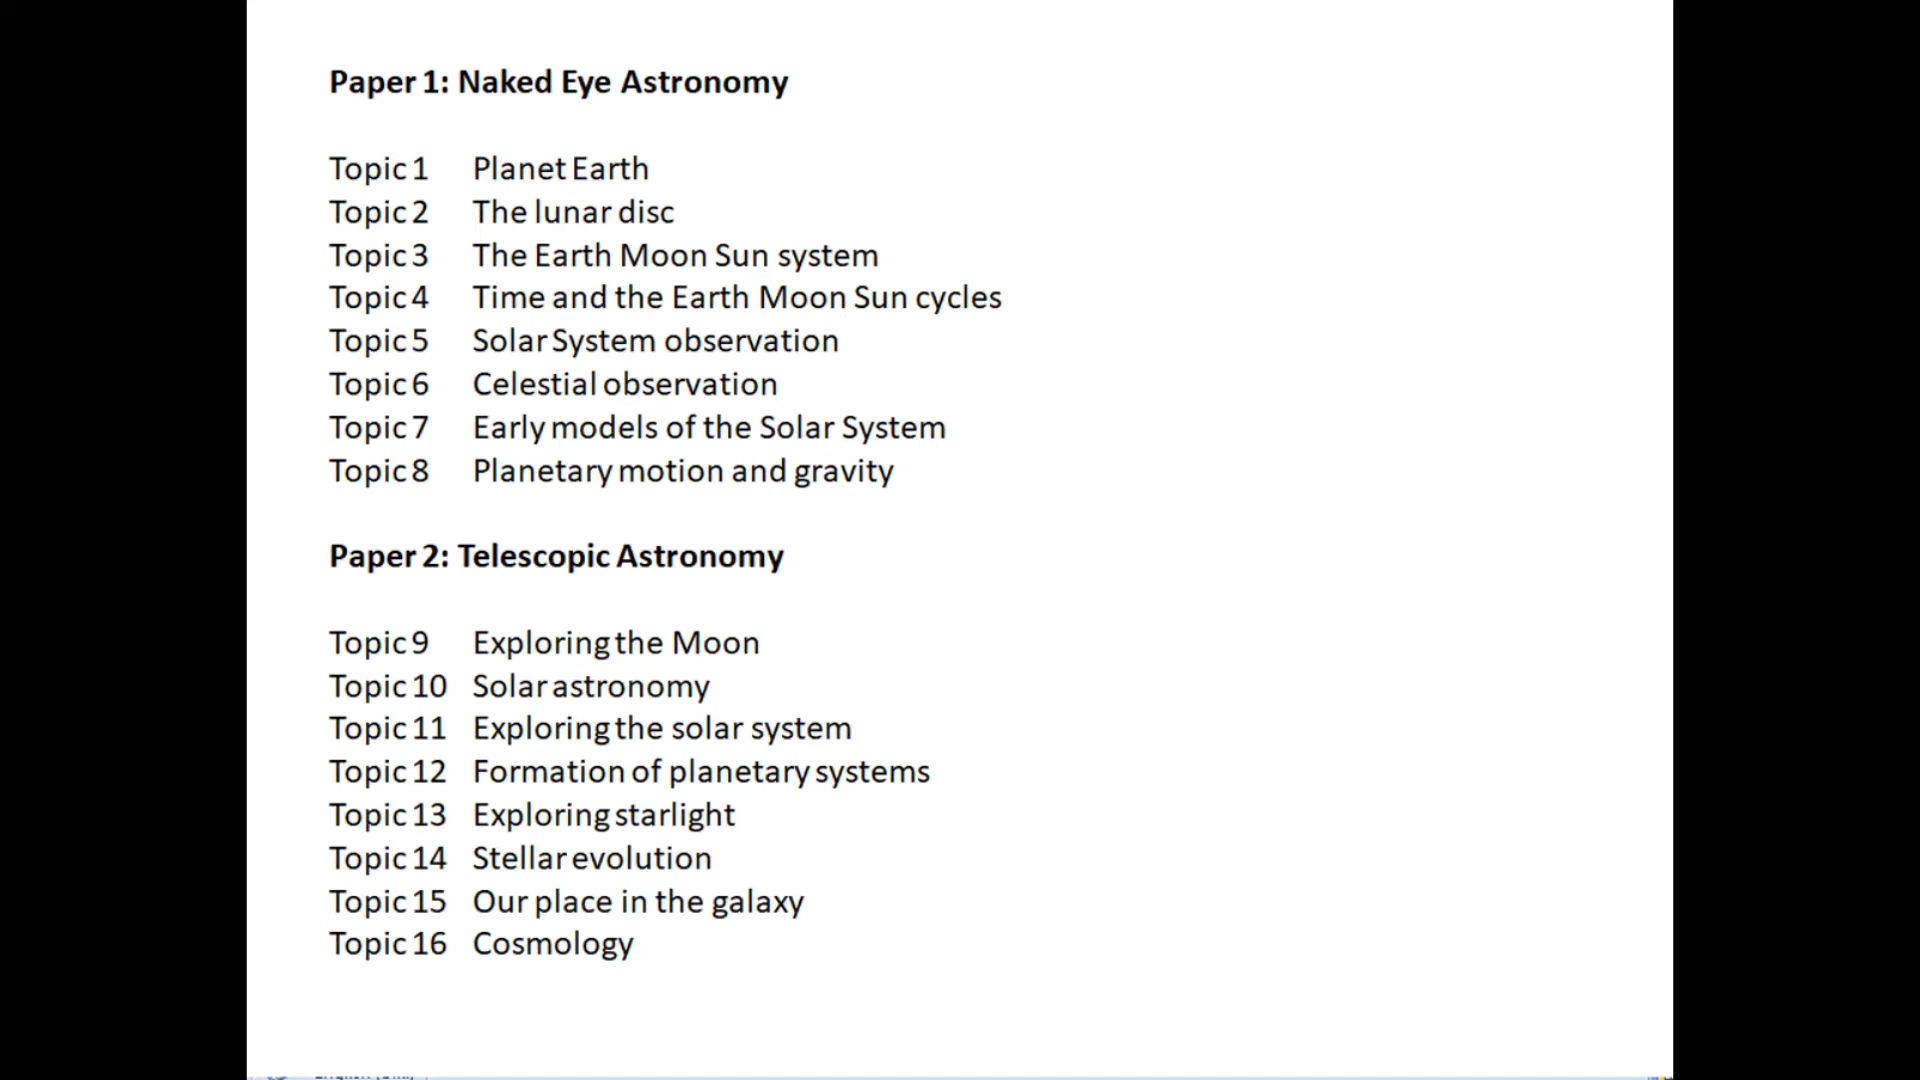 Paper 1: Naked Eye Astronomy
Topic 1 Planet Earth
Topic 2 The lunar disc
Topic 3 The Earth Moon Sun system
Topic 4 Time and the Earth Moon Sun cycles
Topic 5 Solar System observation
Topic 6 Celestial observation
Topic 7 Early models of the Solar System
Topic 8 Planetary motion and gravity
Paper 2: Telescopic Astronomy
Topic 9 Exploring the Moon
Topic 10 Solar astronomy
Topic 11 Exploring the solar system
Topic 12 Formation of planetary systems
Topic 13 Exploring starlight
Topic 14 Stellar evolution
Topic 15 Our place in the galaxy
Topic 16 Cosmology